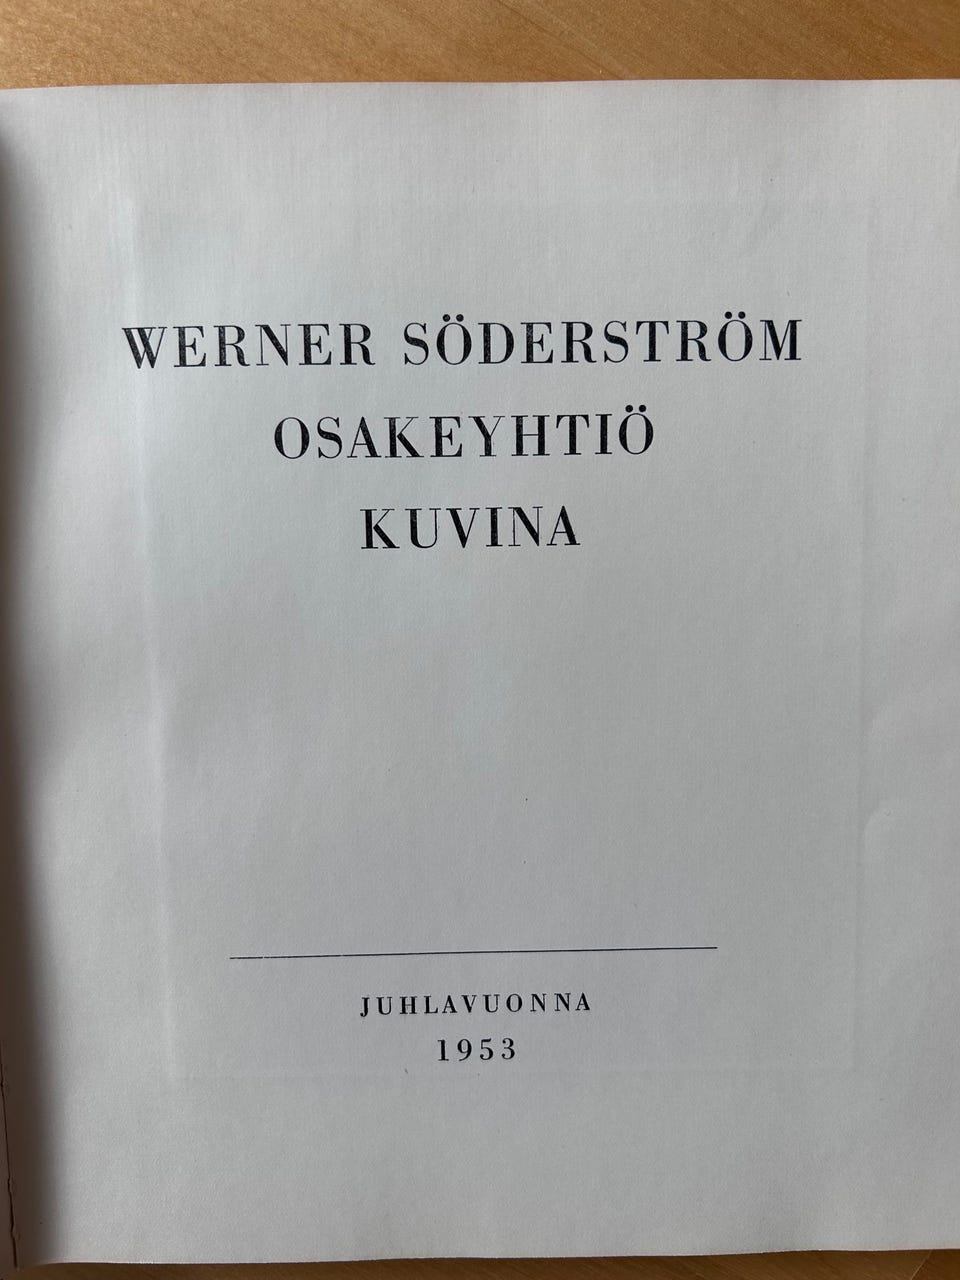 WERNER SÖDERSTRÖM
OSAKEYHTIÖ
KUVINA
JUHLAVUONNA
1953